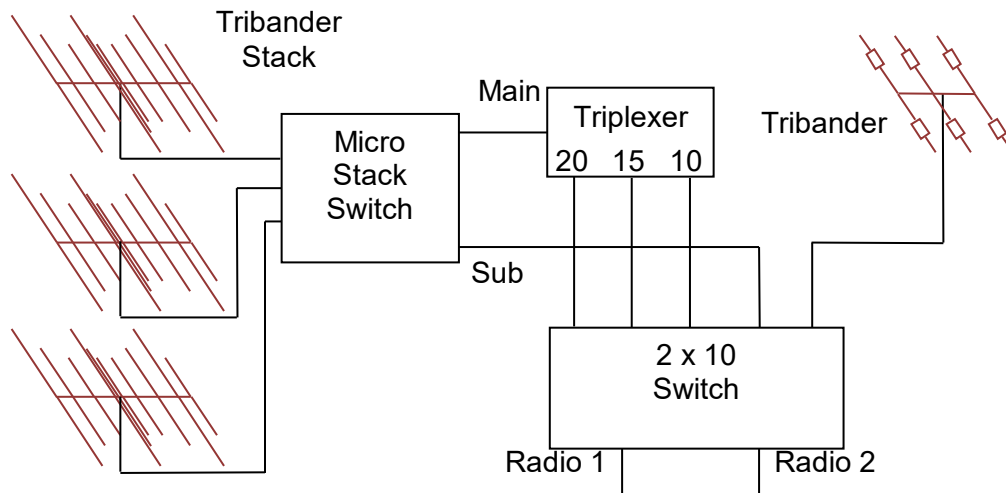 Tribander
Stack
Main
Triplexer
20 15 10
Tribander
Micro
Stack
Switch
Sub
2 x 10
Switch
Radio 1
Radio 2